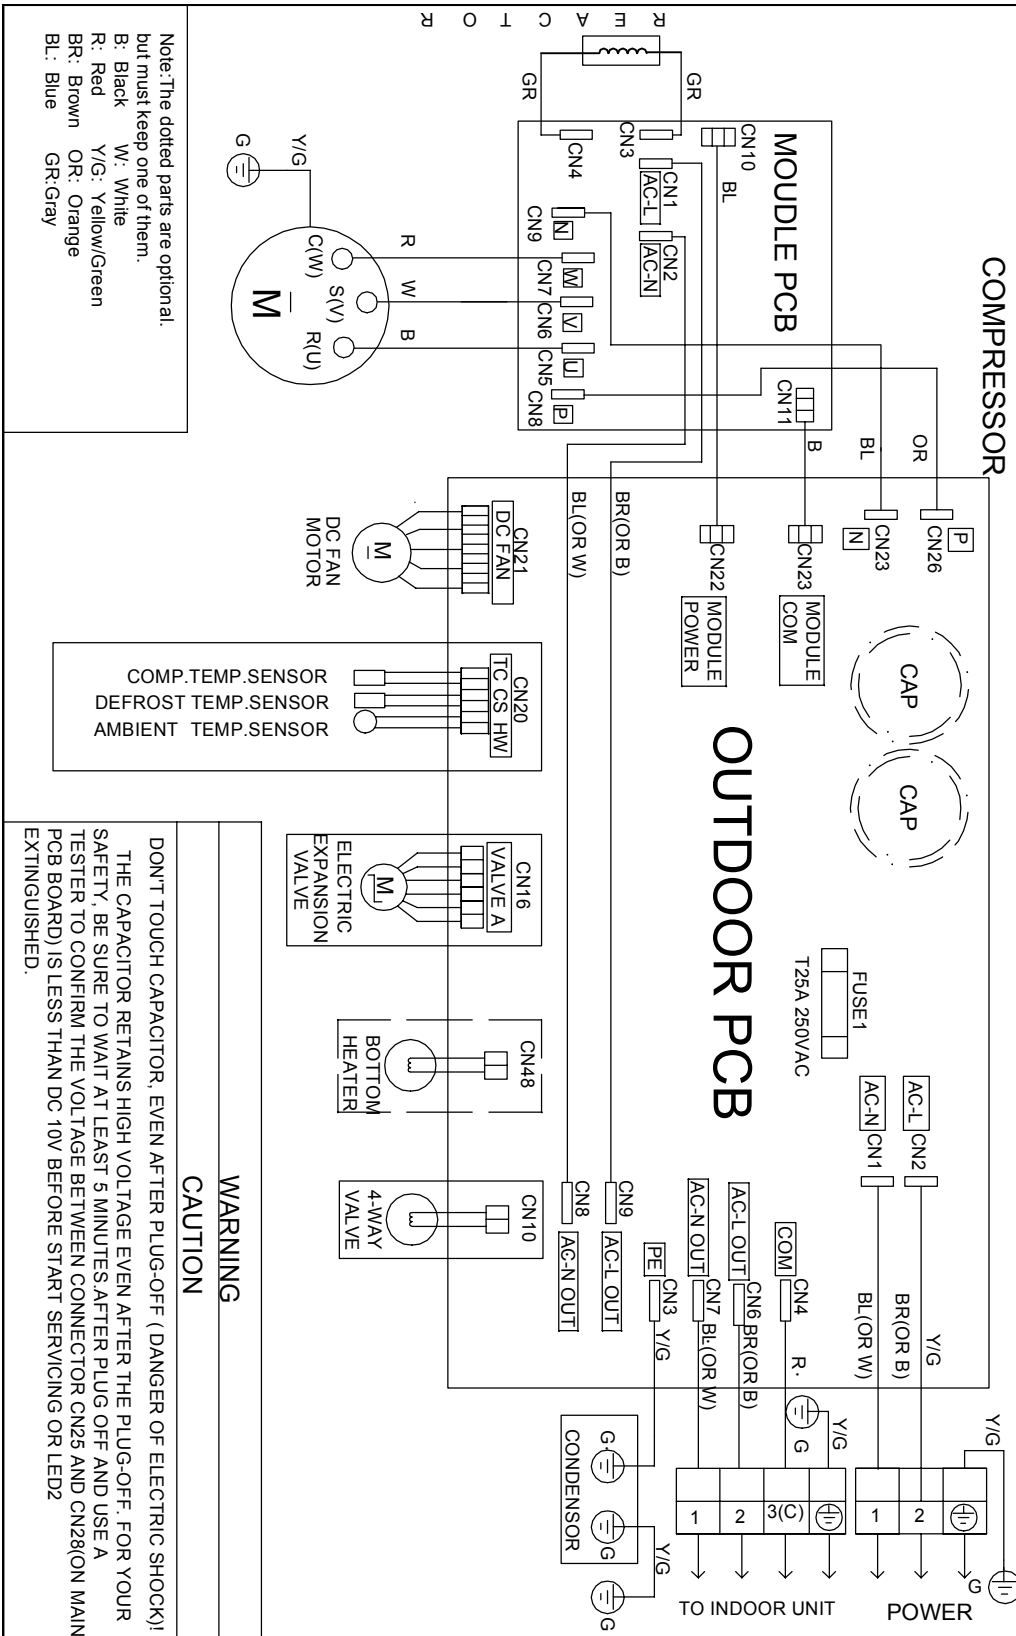 COMPRESSOR
REACTOR
GR
GR
MOUDLE PCB
CN10
BL
CN3
CN4
CN1
AC-L
CN2
AC-N
CN9
N
CN7
W
CN6
V
CN5
U
CN8
P
CN11
B
BL
OR
Y/G
G
R
W
B
C(W)
S(V)
R(U)
M
Note:The dotted parts are optional.
but must keep one of them.
B: Black W: White
R: Red Y/G: Yellow/Green
BR: Brown OR: Orange
BL: Blue GR:Gray
OUTDOOR PCB
P
CN26
N
CN23
CN23
MODULE
COM
CN22
MODULE
POWER
BR(OR B)
BL(OR W)
CAP
CAP
FUSE1
T25A 250VAC
CN21
DC FAN
M
DC FAN
MOTOR
CN20
TC CS HW
COMP.TEMP.SENSOR
DEFROST TEMP.SENSOR
AMBIENT TEMP.SENSOR
CN16
VALVE A
M
ELECTRIC
EXPANSION
VALVE
CN48
BOTTOM
HEATER
CN10
4-WAY
VALVE
AC-L
CN2
AC-N
CN1
Y/G
BR(OR B)
BL(OR W)
COM
CN4
R.
AC-L OUT
CN6
BR(OR B)
AC-N OUT
CN7
BL(OR W)
PE
CN3
Y/G
CN9
AC-L OUT
CN8
AC-N OUT
Y/G
G
Y/G
G
1
2
3(C)
TO INDOOR UNIT
1
2
POWER
G.
G
CONDENSOR
Y/G
G
WARNING
CAUTION
DON'T TOUCH CAPACITOR, EVEN AFTER PLUG-OFF ( DANGER OF ELECTRIC SHOCK)!
THE CAPACITOR RETAINS HIGH VOLTAGE EVEN AFTER THE PLUG-OFF. FOR YOUR
SAFETY, BE SURE TO WAIT AT LEAST 5 MINUTES.AFTER PLUG OFF AND USE A
TESTER TO CONFIRM THE VOLTAGE BETWEEN CONNECTOR CN25 AND CN28(ON MAIN
PCB BOARD) IS LESS THAN DC 10V BEFORE START SERVICING OR LED2
EXTINGUISHED.